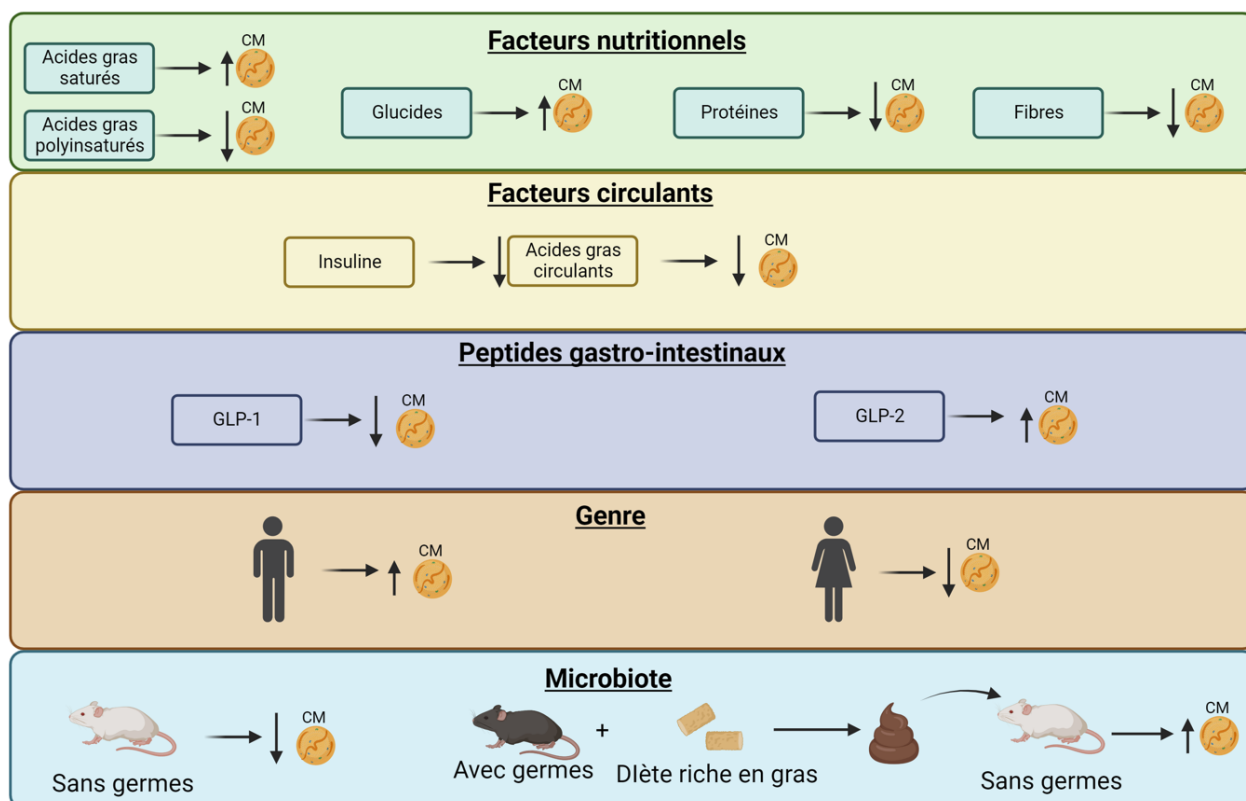 Facteurs nutritionnels
Acides gras
saturés
CM
Acides gras
polyinsaturés
CM
Glucides
CM
Protéines
CM
Fibres
CM
Facteurs circulants
Insuline
Acides gras
circulants
CM
Peptides gastro-intestinaux
GLP-1
CM
GLP-2
CM
Genre
CM
CM
Microbiote
Sans germes
CM
Avec germes
+
DIète riche en gras
Sans germes
CM